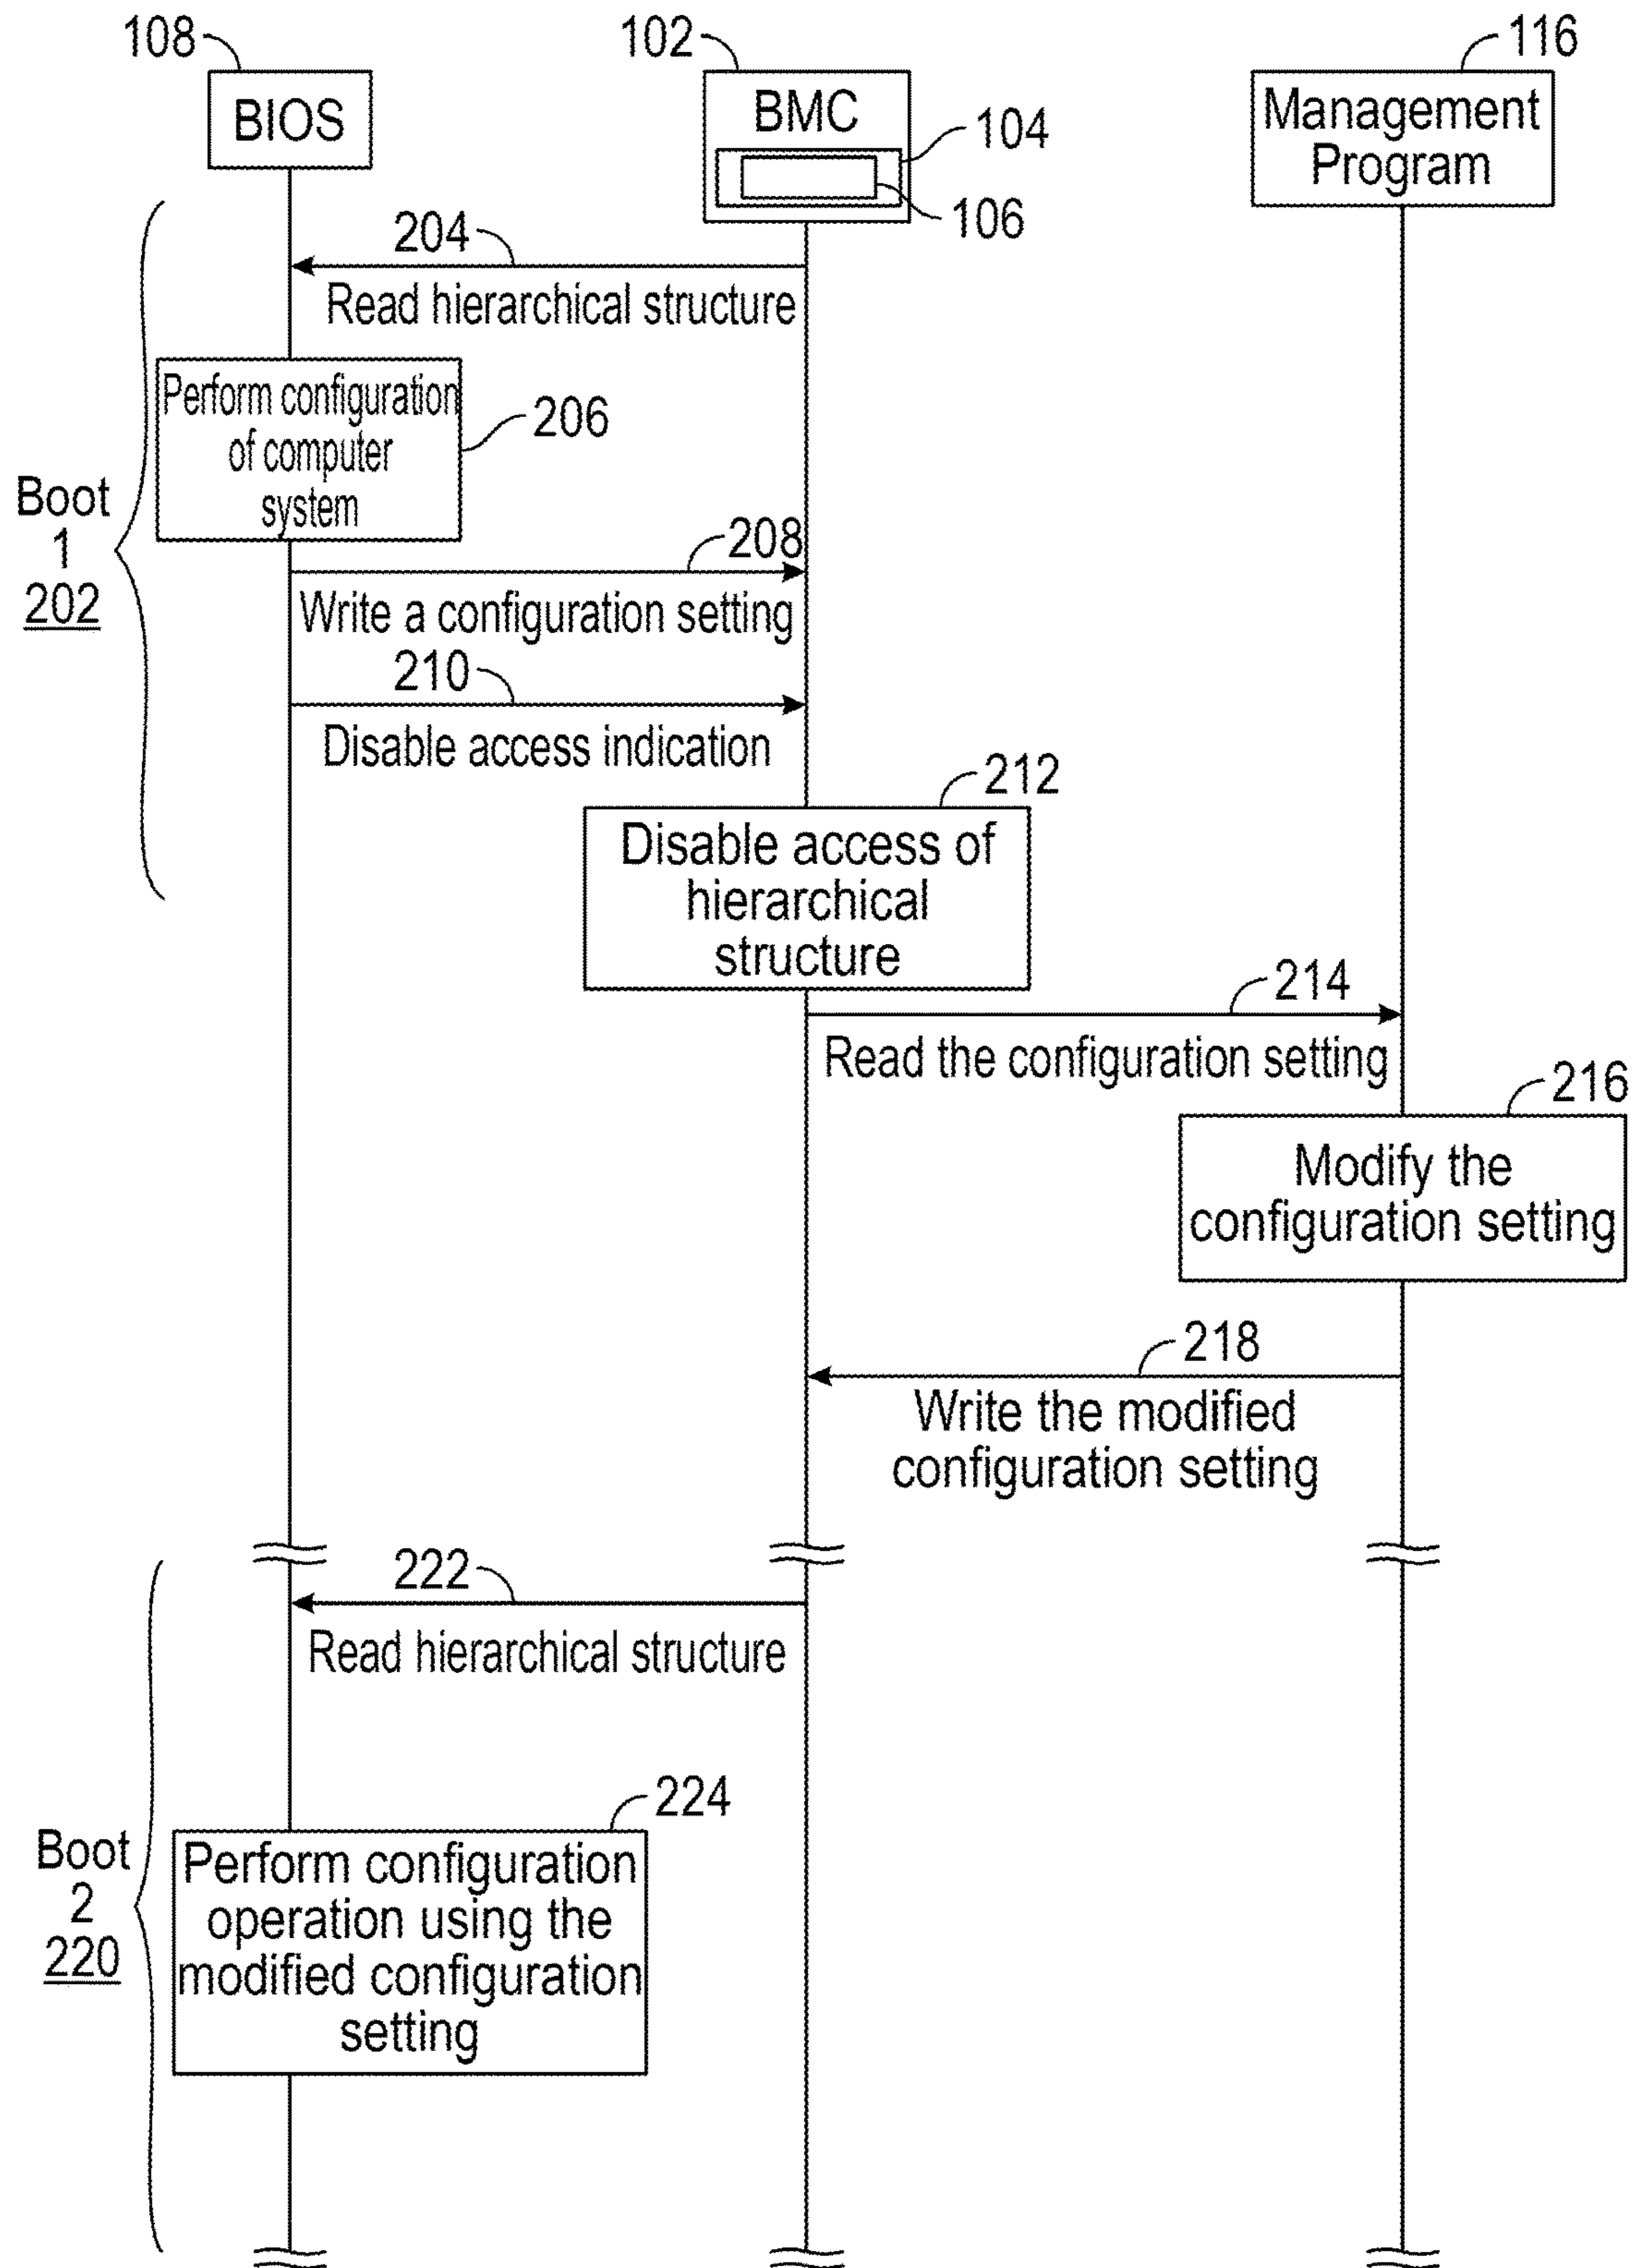 108
102
116
BIOS
BMC
Management
Program
104
106
204
Read hierarchical structure
Perform configuration
of computer
system
206
Boot
1
202
208
Write a configuration setting
210
Disable access indication
212
Disable access of
hierarchical
structure
214
Read the configuration setting
216
Modify the
configuration setting
218
Write the modified
configuration setting
222
Read hierarchical structure
Boot
2
220
224
Perform configuration
operation using the
modified configuration
setting